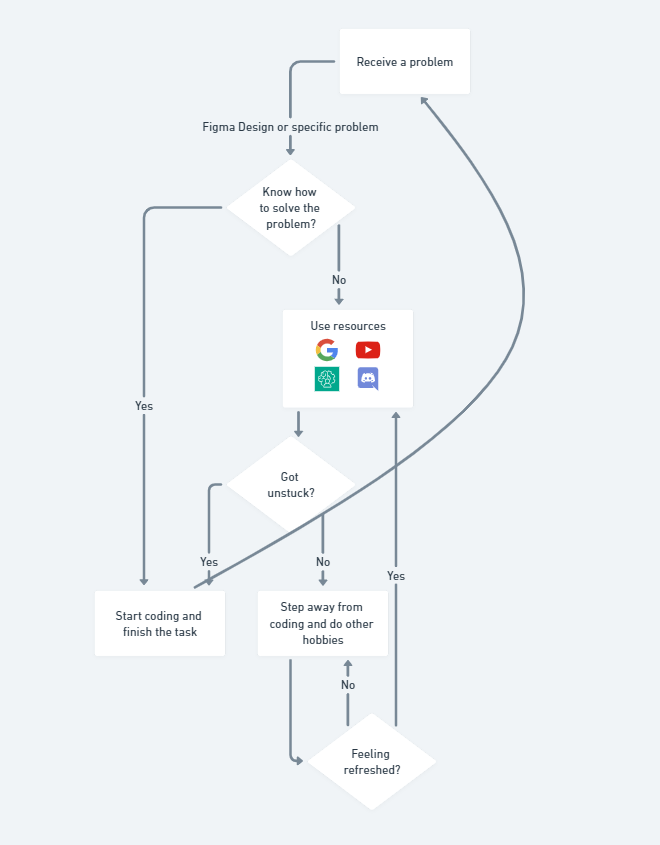 Receive a problem
Figma Design or specific problem
Know how
to solve the
problem?
No
Use resources
Yes
Got
unstuck?
Yes
No
Yes
Start coding and
finish the task
Step away from
coding and do other
hobbies
No
Feeling
refreshed?